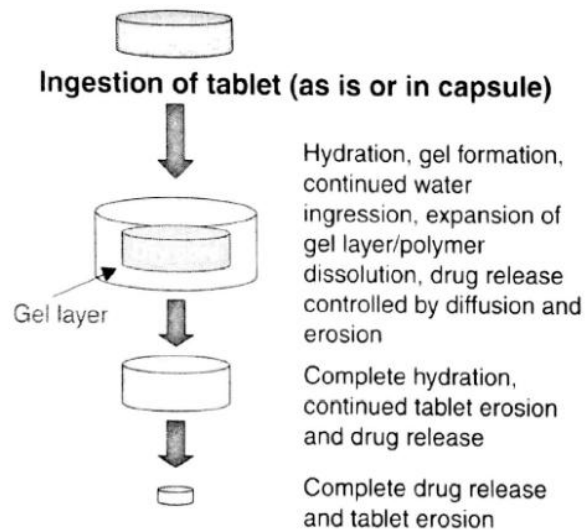 Ingestion of tablet (as is or in capsule)
Hydration, gel formation,
continued water
ingression, expansion of
gel layer/polymer
dissolution, drug release
controlled by diffusion and
erosion
Gel layer
Complete hydration,
continued tablet erosion
and drug release
Complete drug release
and tablet erosion